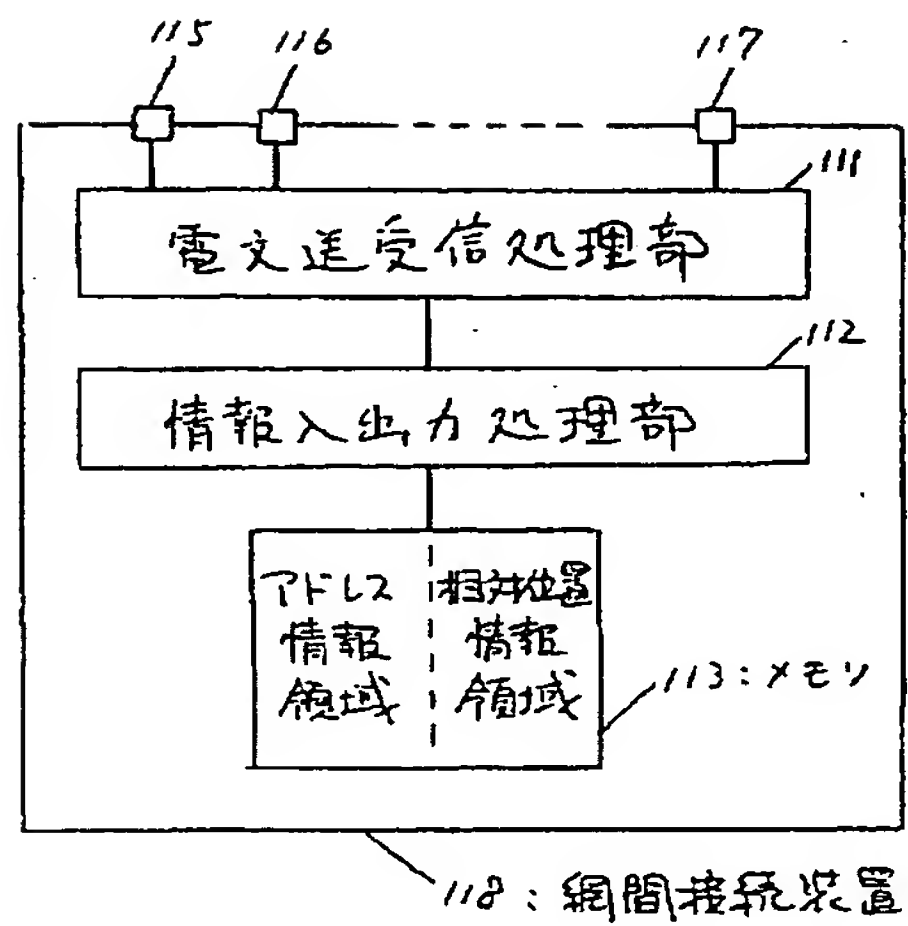 115 116 117
111
電文送受信処理部
112
情報入出力処理部
アドレス
情報
領域
相対位置
情報
領域
113:メモリ
118:網間接続装置